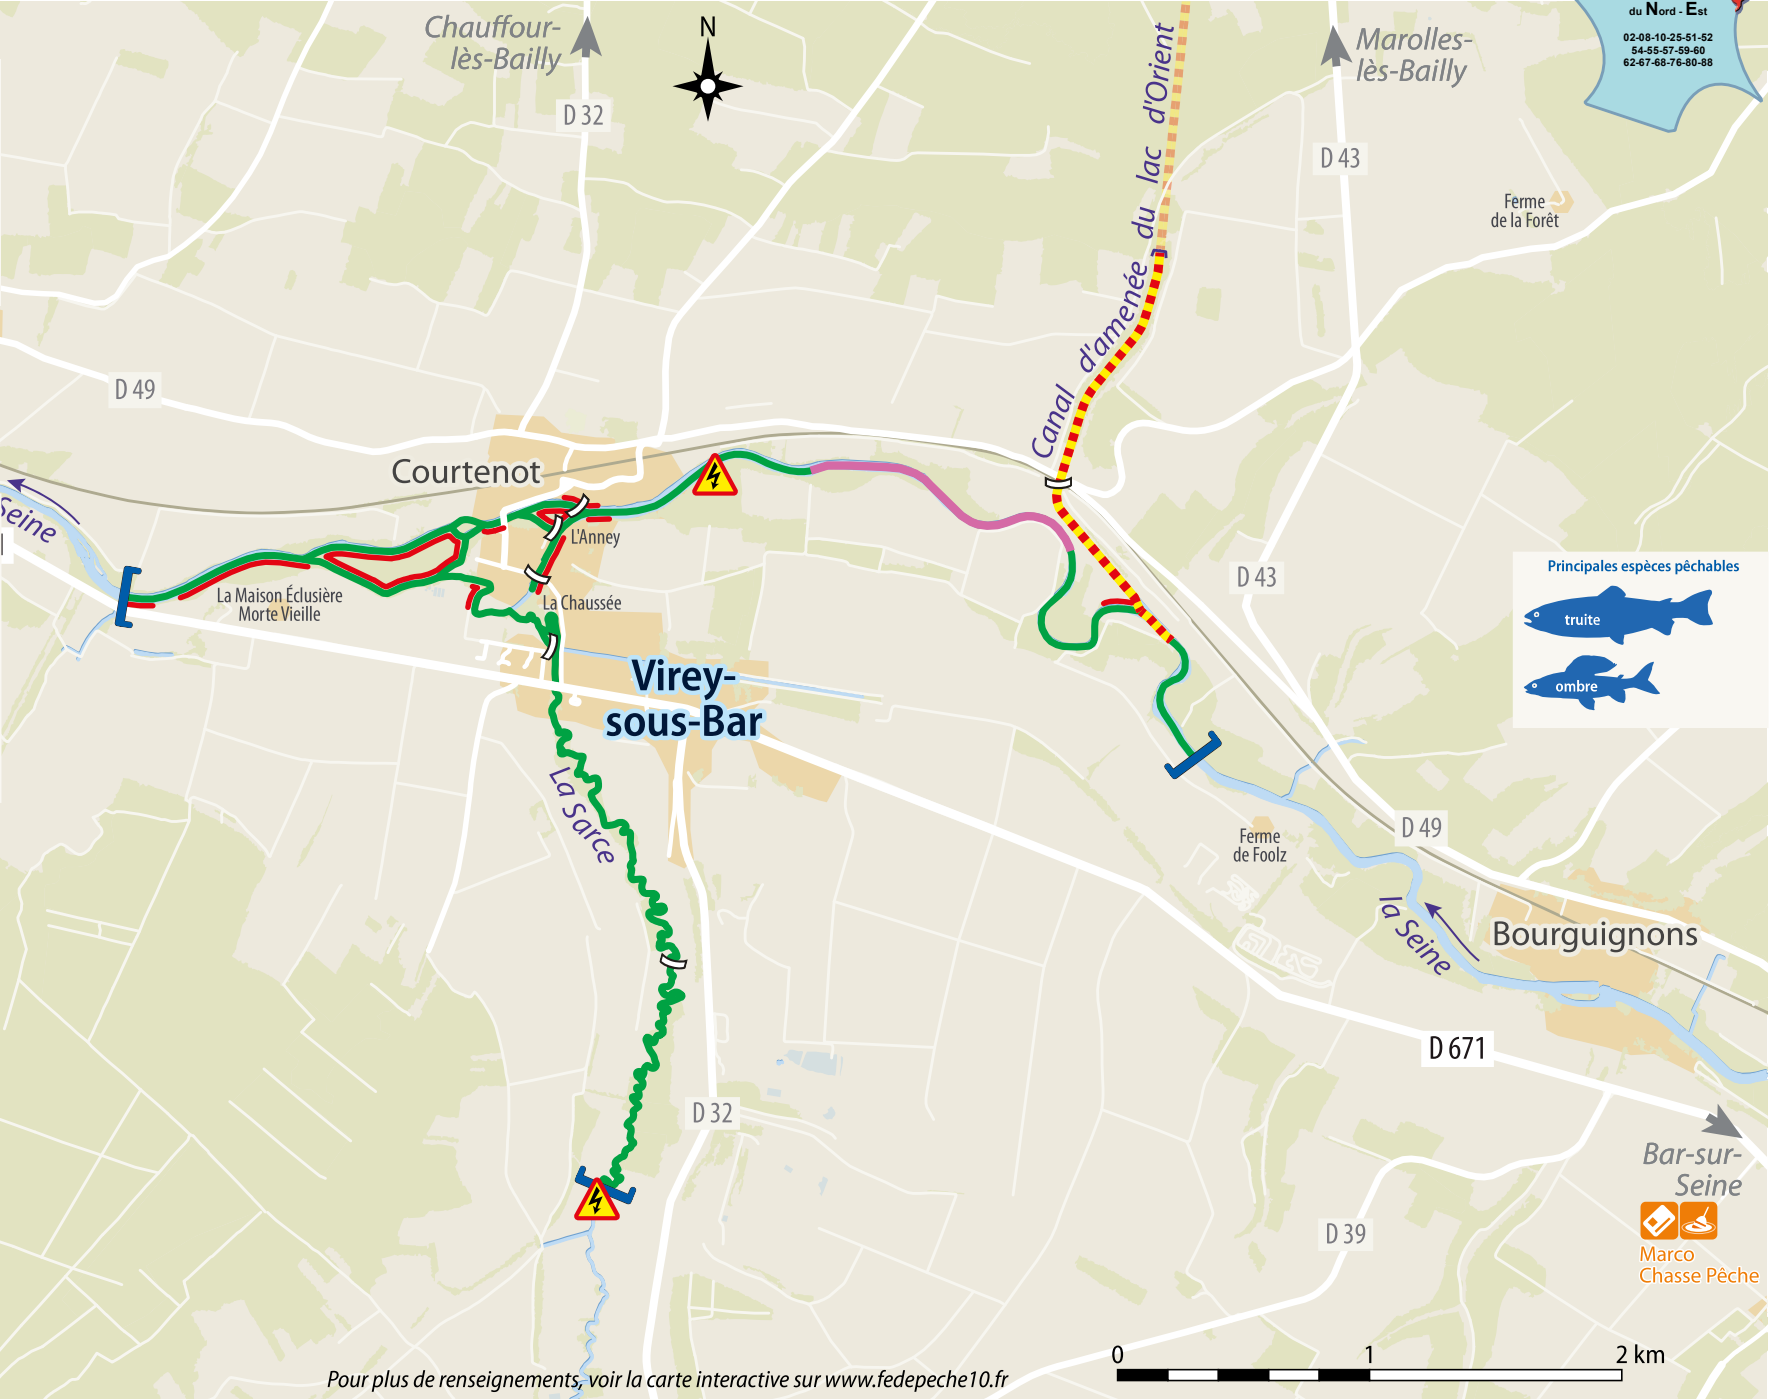 Chauffour-
lès-Bailly
N
Marolles-
lès-Bailly
du Nord - Est
02-08-10-25-51-52
54-55-57-59-60
62-67-68-76-80-88
D 32
D 43
Canal d'amenée du lac d'Orient
Ferme
de la Forêt
D 49
Courtenot
Seine
L'Anney
La Maison Éclusière
Morte Vieille
La Chaussée
D 43
Principales espèces pêchables
truite
ombre
Virey-
sous-Bar
La Sarce
Ferme
de Foolz
D 49
la Seine
Bourguignons
D 671
D 32
Bar-sur-
Seine
D 39
Marco
Chasse Pêche
0 1 2 km
Pour plus de renseignements, voir la carte interactive sur www.fedepeche10.fr